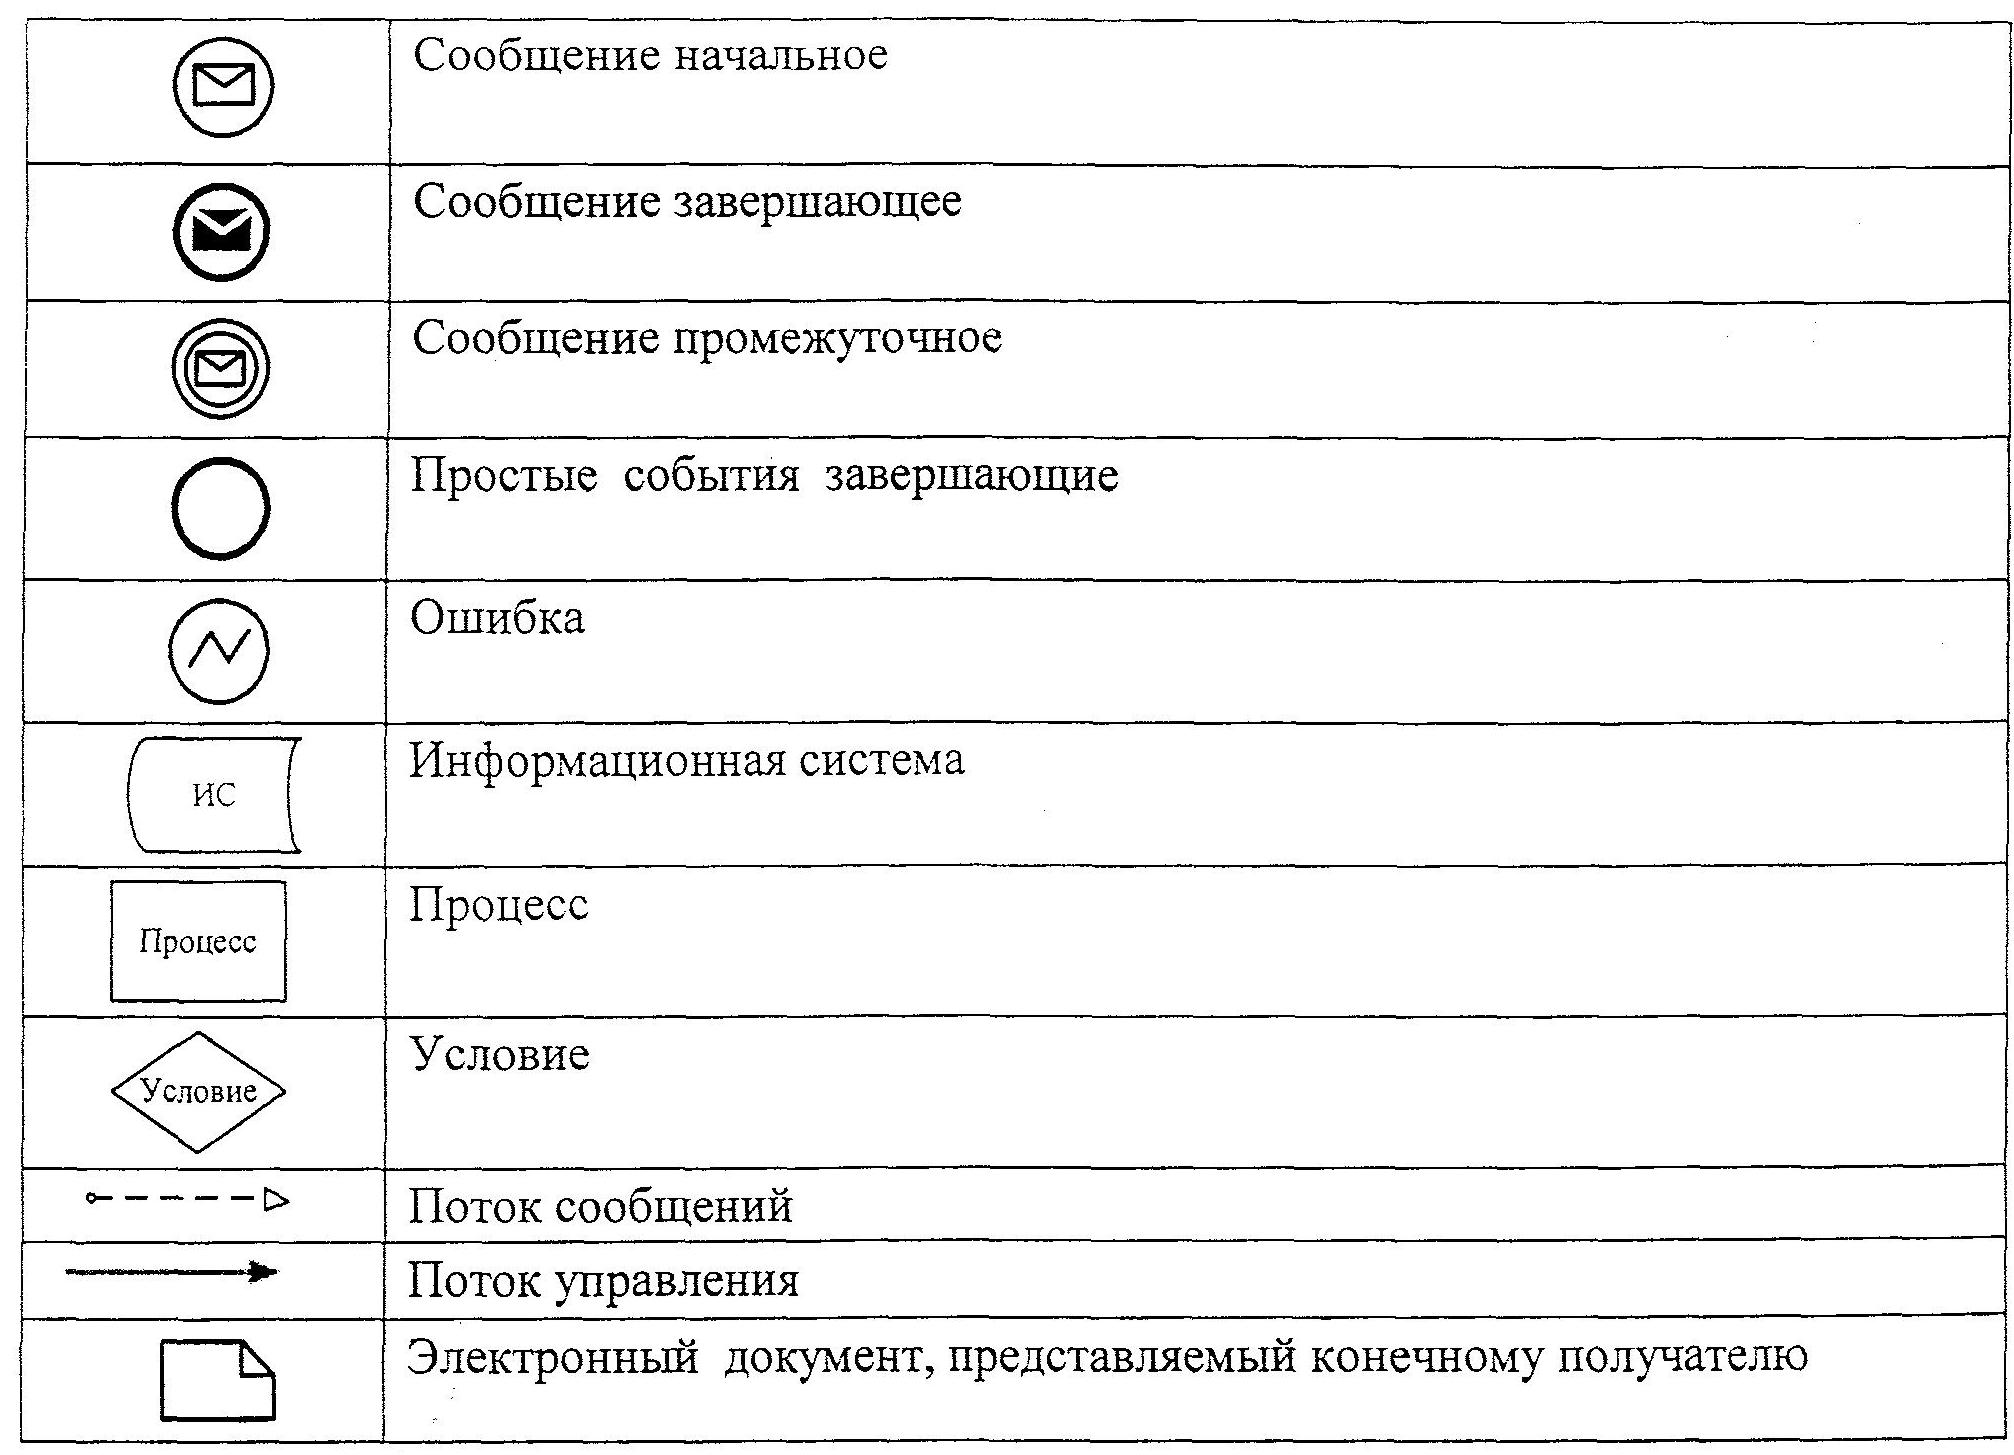 Сообщение начальное
Сообщение завершающее
Сообщение промежуточное
Простые события завершающие
Ошибка
ИС
Информационная система
Процесс
Процесс
Условие
Условие
Поток сообщений
Поток управления
Электронный документ, представляемый конечному получателю